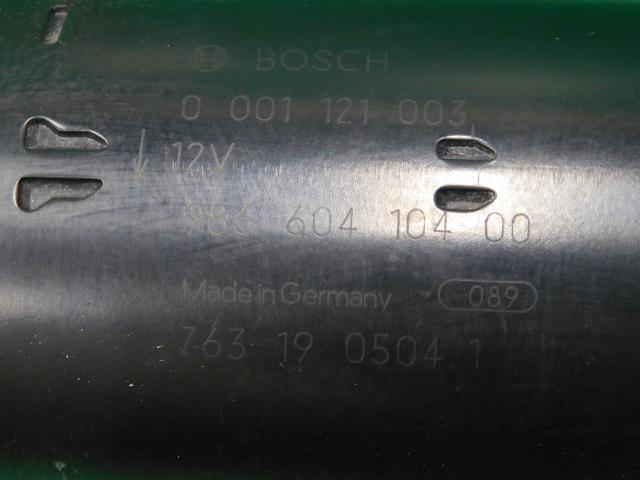 BOSCH
0 001 121 003
12V
986 604 104 00
Made in Germany 089
763 19 0504 1